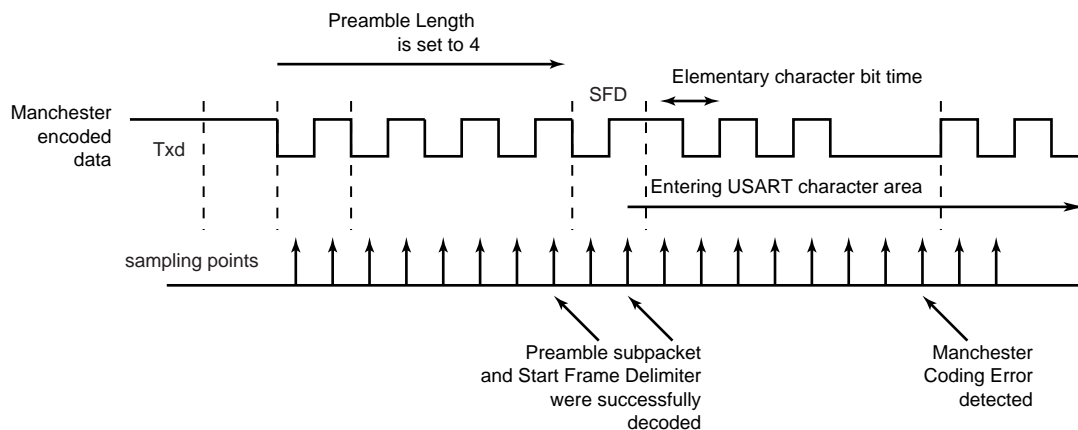 Preamble Length
is set to 4
Elementary character bit time
SFD
Manchester
encoded
data
Txd
Entering USART character area
sampling points
Preamble subpacket
and Start Frame Delimiter
were successfully
decoded
Manchester
Coding Error
detected